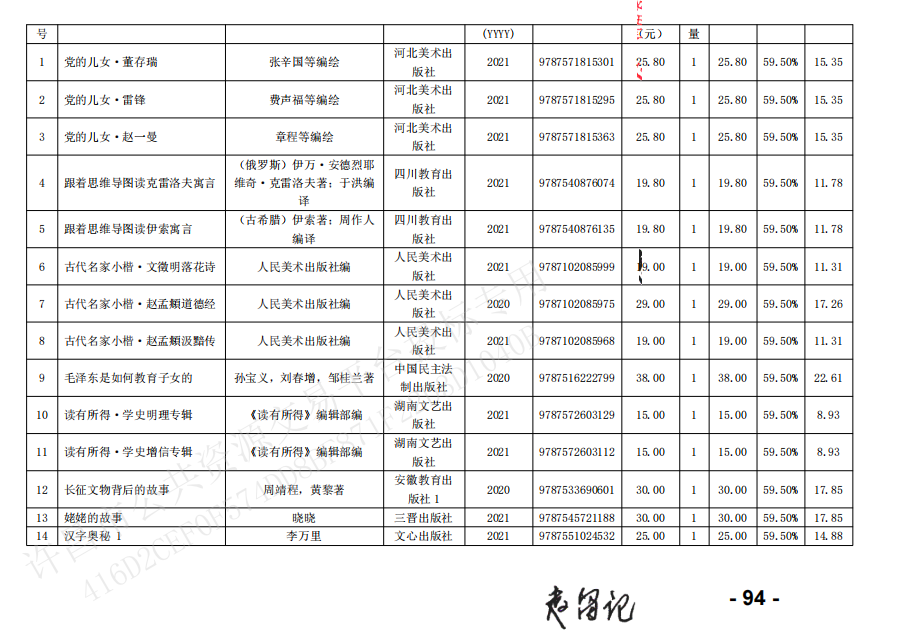 号 (YYYY) （元） 量
1 党的儿女·董存瑞 张辛国等编绘 河北美术出版社 2021 9787571815301 25.80 1 25.80 59.50% 15.35
2 党的儿女·雷锋 费声福等编绘 河北美术出版社 2021 9787571815295 25.80 1 25.80 59.50% 15.35
3 党的儿女·赵一曼 章程等编绘 河北美术出版社 2021 9787571815363 25.80 1 25.80 59.50% 15.35
4 跟着思维导图读克雷洛夫寓言 （俄罗斯）伊万·安德烈耶维奇·克雷洛夫著；于洪编译 四川教育出版社 2021 9787540876074 19.80 1 19.80 59.50% 11.78
5 跟着思维导图读伊索寓言 （古希腊）伊索著；周作人编译 四川教育出版社 2021 9787540876135 19.80 1 19.80 59.50% 11.78
6 古代名家小楷·文徵明落花诗 人民美术出版社编 人民美术出版社 2021 9787102085999 19.00 1 19.00 59.50% 11.31
7 古代名家小楷·赵孟頫道德经 人民美术出版社编 人民美术出版社 2020 9787102085975 29.00 1 29.00 59.50% 17.26
8 古代名家小楷·赵孟頫汲黯传 人民美术出版社编 人民美术出版社 2021 9787102085968 19.00 1 19.00 59.50% 11.31
9 毛泽东是如何教育子女的 孙宝义，刘春增，邹桂兰著 中国民主法制出版社 2020 9787516222799 38.00 1 38.00 59.50% 22.61
10 读有所得·学史明理专辑 《读有所得》编辑部编 湖南文艺出版社 2021 9787572603129 15.00 1 15.00 59.50% 8.93
11 读有所得·学史增信专辑 《读有所得》编辑部编 湖南文艺出版社 2021 9787572603112 15.00 1 15.00 59.50% 8.93
12 长征文物背后的故事 周靖程，黄黎著 安徽教育出版社1 2020 9787533690601 30.00 1 30.00 59.50% 17.85
13 姥姥的故事 晓晓 三晋出版社 2021 9787545721188 30.00 1 30.00 59.50% 17.85
14 汉字奥秘1 李万里 文心出版社 2021 9787551024532 25.00 1 25.00 59.50% 14.88
- 94 -